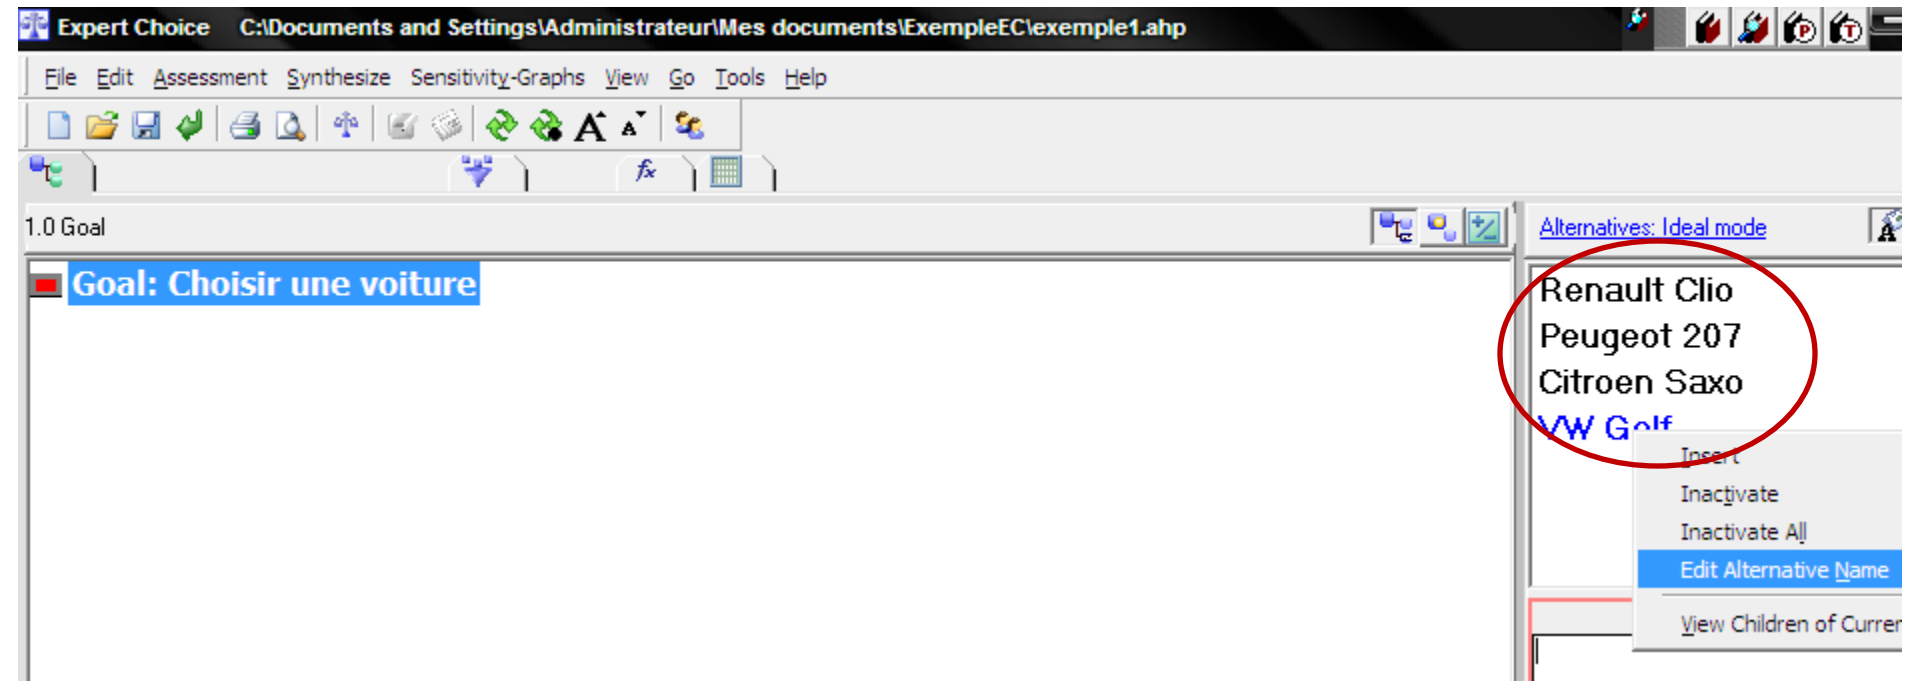 Expert Choice C:\Documents and Settings\Administrateur\Mes documents\ExempleEC\exemple1.ahp
File Edit Assessment Synthesize Sensitivity-Graphs View Go Tools Help
1.0 Goal
Alternatives: Ideal mode
Goal: Choisir une voiture
Renault Clio
Peugeot 207
Citroen Saxo
VW Golf
Insert
Inactivate
Inactivate All
Edit Alternative Name
View Children of Curren